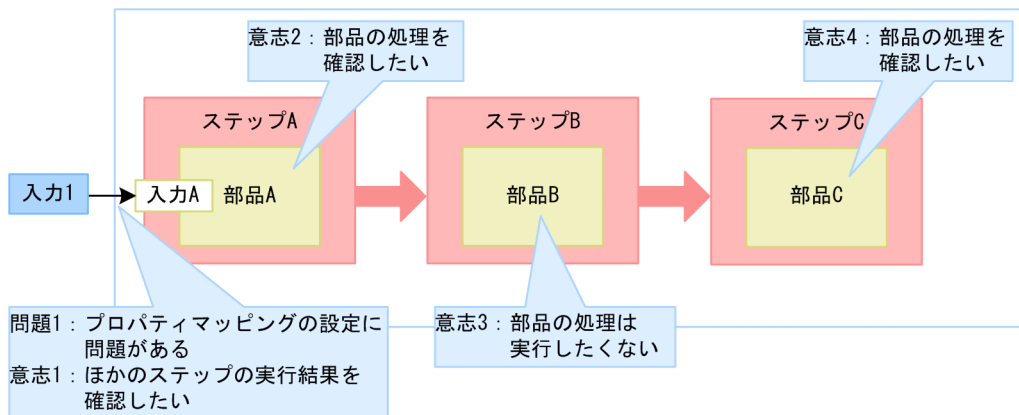 意志2：部品の処理を
確認したい
意志4：部品の処理を
確認したい
ステップA
ステップB
ステップC
入力1
入力A
部品A
部品B
部品C
問題1：プロパティマッピングの設定に
問題がある
意志1：ほかのステップの実行結果を
確認したい
意志3：部品の処理は
実行したくない